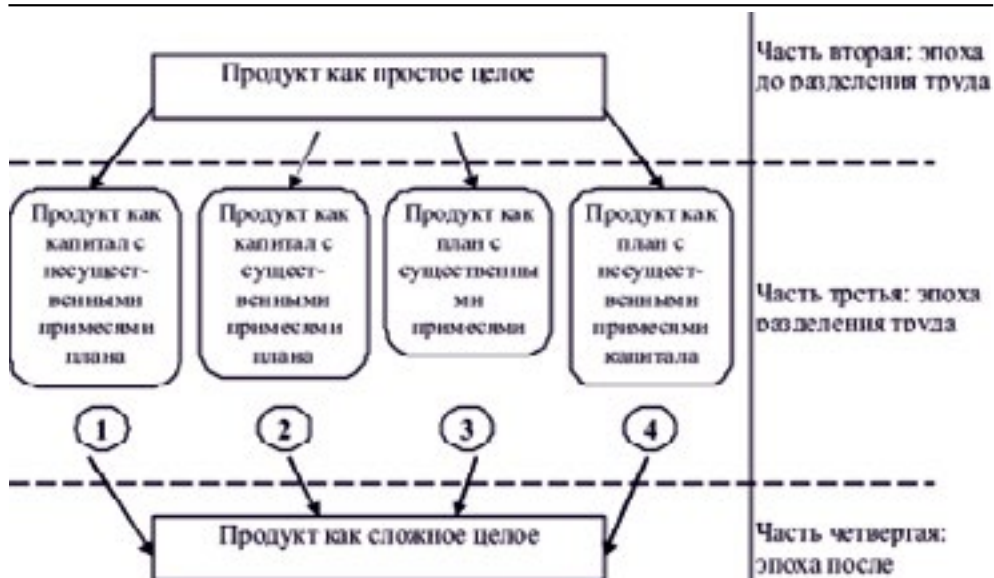 Продукт как простое целое
Часть вторая: эпоха
до разделения труда
Продукт как
капитал с
несущест-
венными
примесями
плана
Продукт как
капитал с
сущест-
венными
примесями
плана
Продукт как
план с
существенны
ми
примесями
Продукт как
план с
несущест-
венными
примесями
капитала
Часть третья: эпоха
разделения труда
1
2
3
4
Продукт как сложное целое
Часть четвертая:
эпоха после